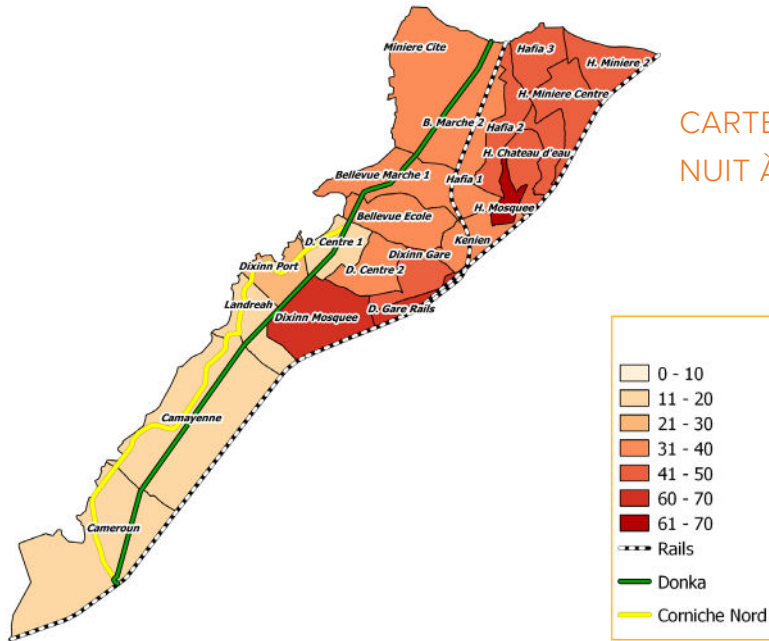 Miniere Cite
Hafia 3
H. Miniere 2
H. Miniere Centre
B. Marche 2
Hafia 2
H. Chateau d'eau
Bellevue Marche 1
Hafia 1
H. Mosquee
Bellevue Ecole
Kenien
D. Centre 1
Dixinn Gare
Dixinn Port
D. Centre 2
Landreah
Dixinn Mosquee
D. Gare Rails
Camayenne
Cameroun
CARTE
NUIT À
0 - 10
11 - 20
21 - 30
31 - 40
41 - 50
60 - 70
61 - 70
Rails
Donka
Corniche Nord